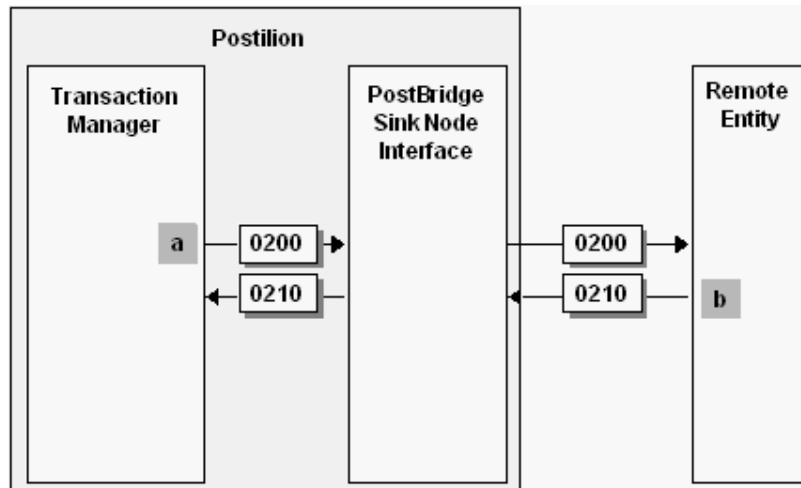 Postilion
Transaction
Manager
PostBridge
Sink Node
Interface
Remote
Entity
a
0200
0200
0210
0210
b